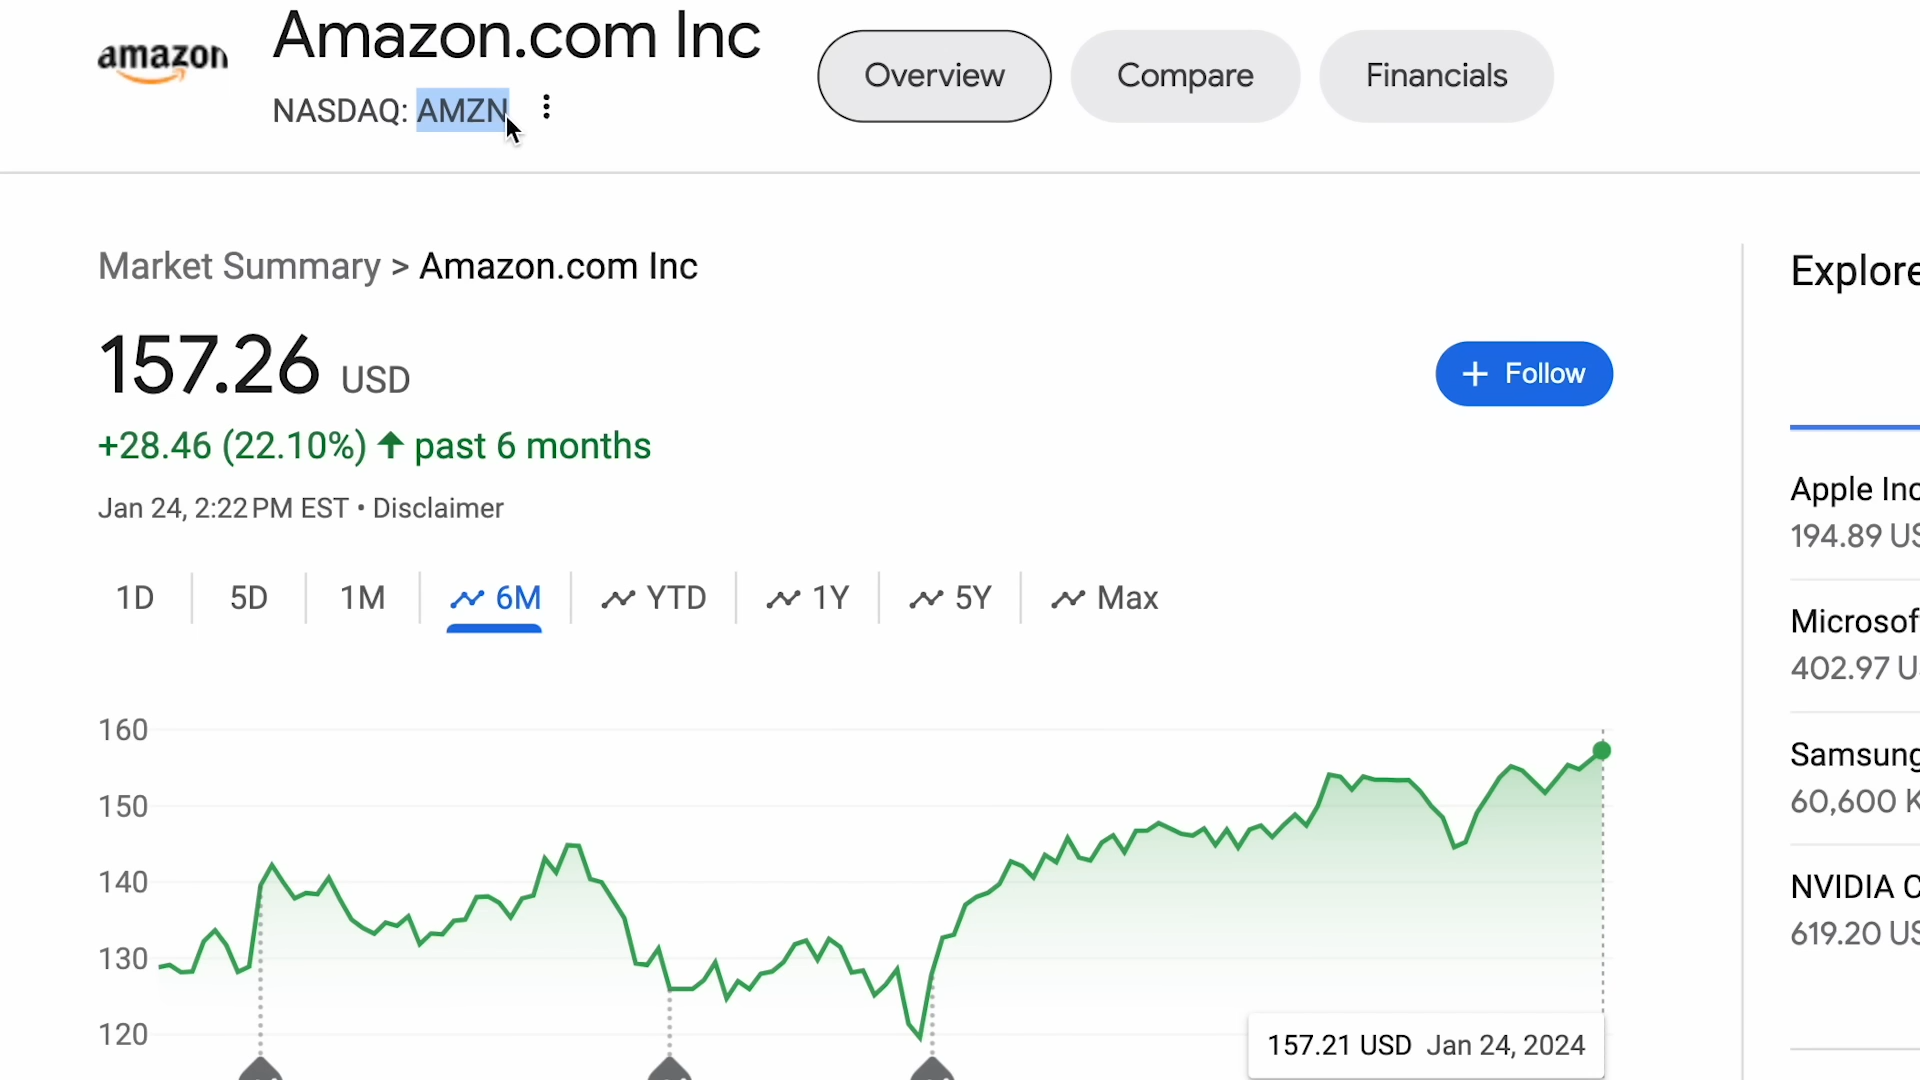 amazon
Amazon.com Inc
NASDAQ: AMZN
Overview
Compare
Financials
Market Summary > Amazon.com Inc
157.26 USD
+ Follow
+28.46 (22.10%) ↑ past 6 months
Jan 24, 2:22 PM EST • Disclaimer
1D 5D 1M 6M YTD 1Y 5Y Max
160
150
140
130
120
157.21 USD Jan 24, 2024
Explore
Apple Inc
194.89 US
Microsof
402.97 U
Samsung
60,600 K
NVIDIA C
619.20 US